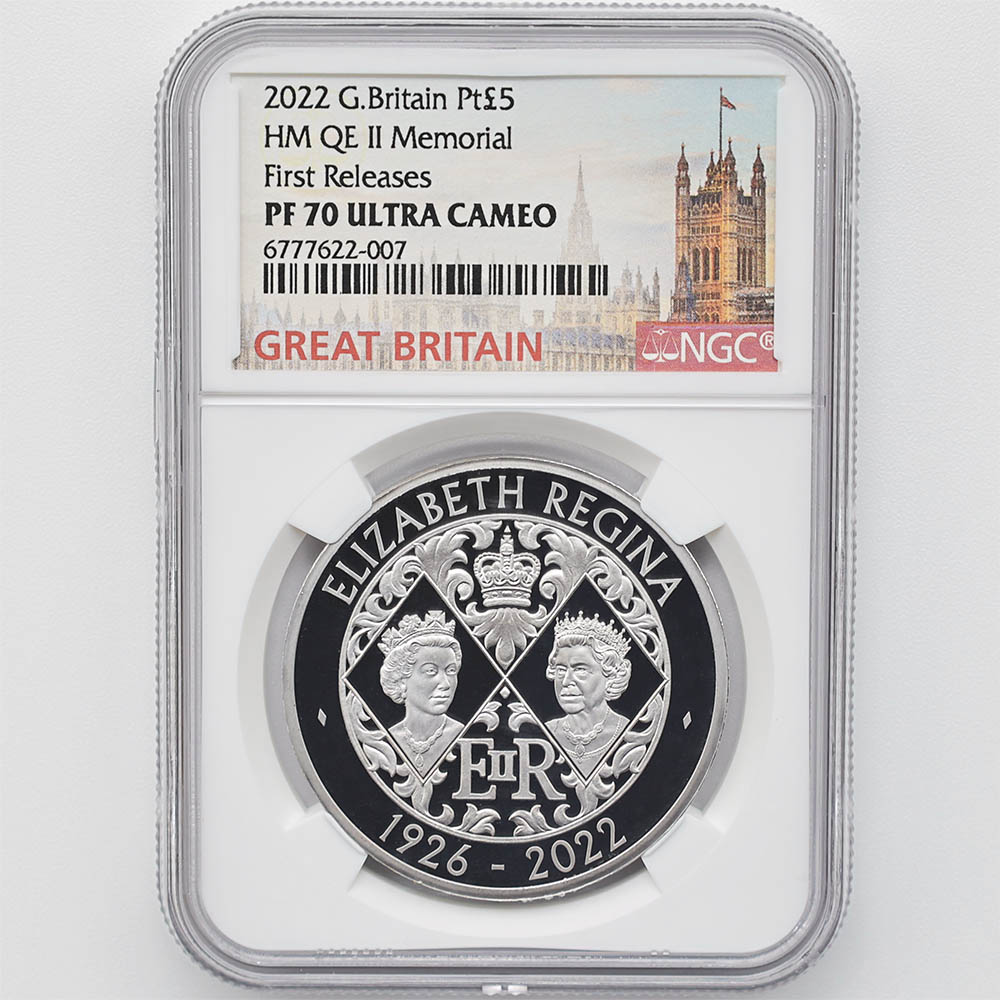 2022 G.Britain Pt£5
HM QE II Memorial
First Releases
PF 70 ULTRA CAMEO
6777622-007
GREAT BRITAIN
NGC®
ELIZABETH REGINA
EIIR
1926 - 2022